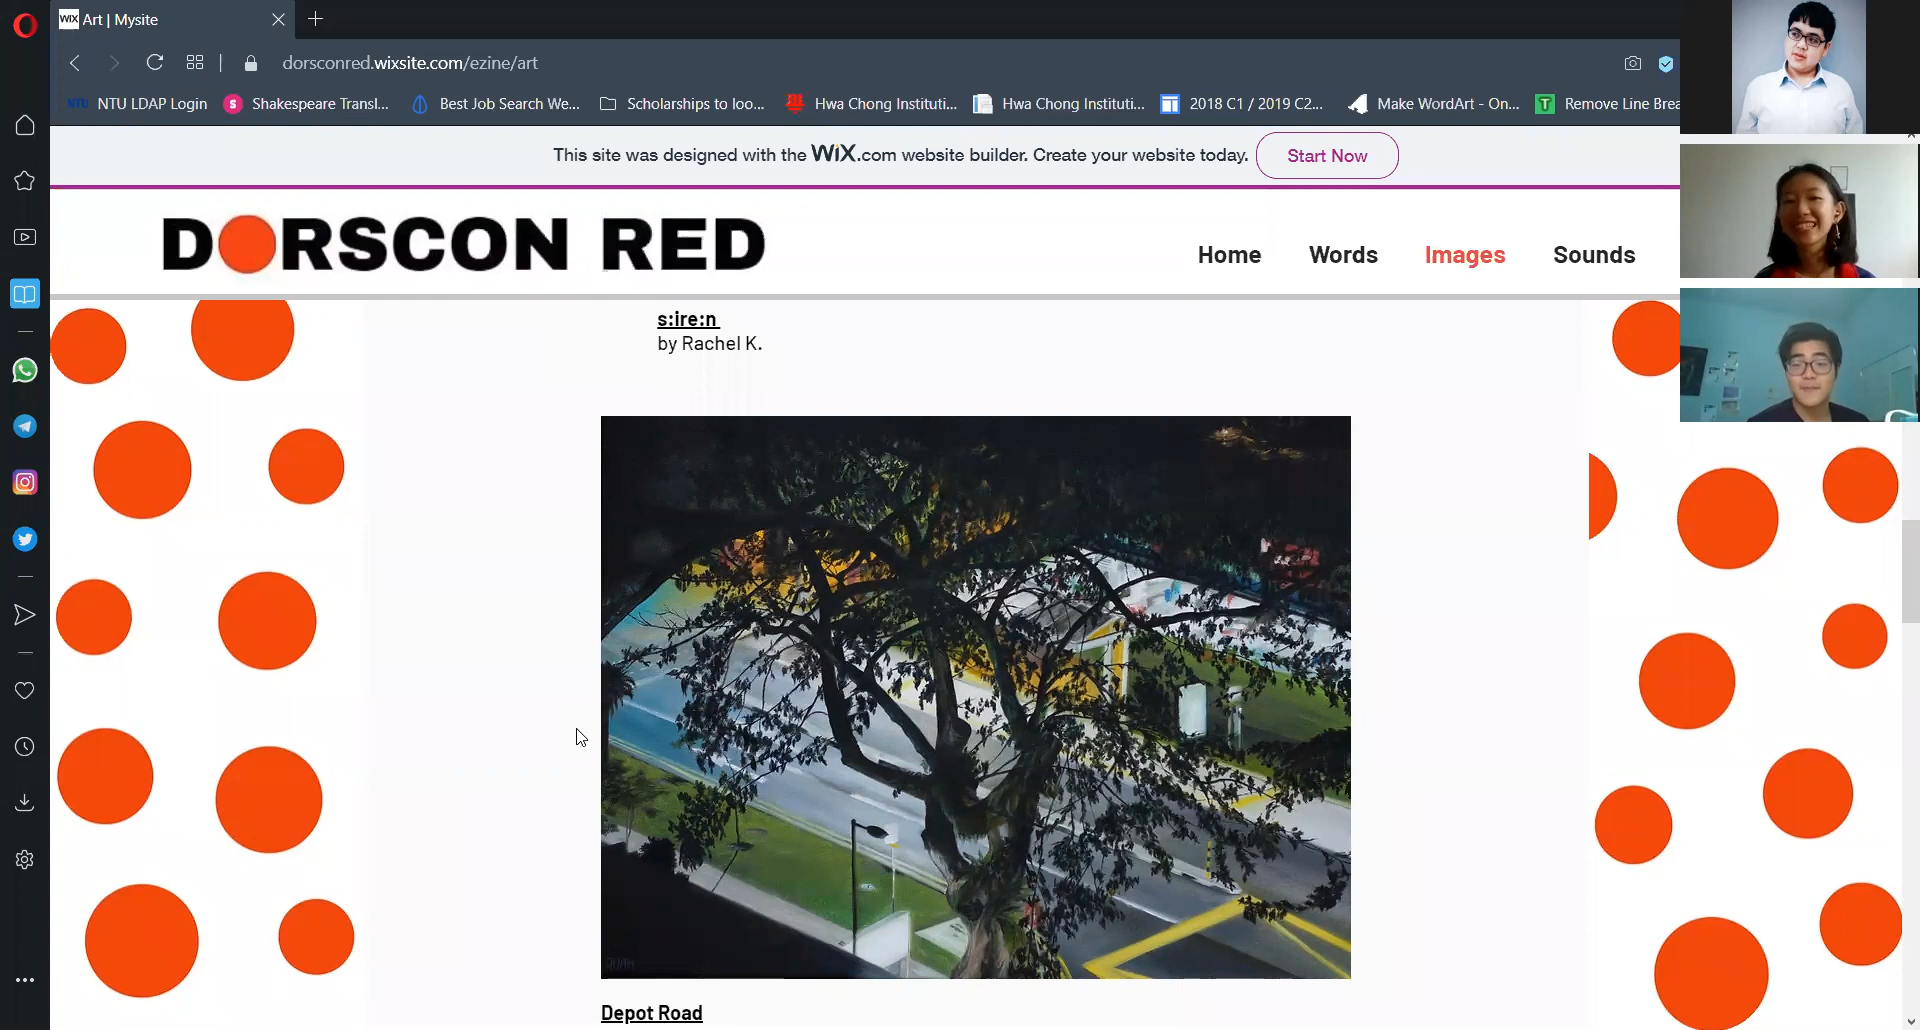 WiX Art | Mysite
dorsconred.wixsite.com/ezine/art
NTU NTU LDAP Login
S Shakespeare Transl...
Best Job Search We...
Scholarships to loo...
Hwa Chong Instituti...
Hwa Chong Instituti...
2018 C1 / 2019 C2...
Make WordArt - On...
T Remove Line Brea
This site was designed with the WiX.com website builder. Create your website today.
Start Now
DORSCON RED
Home
Words
Images
Sounds
s:ire:n
by Rachel K.
Depot Road